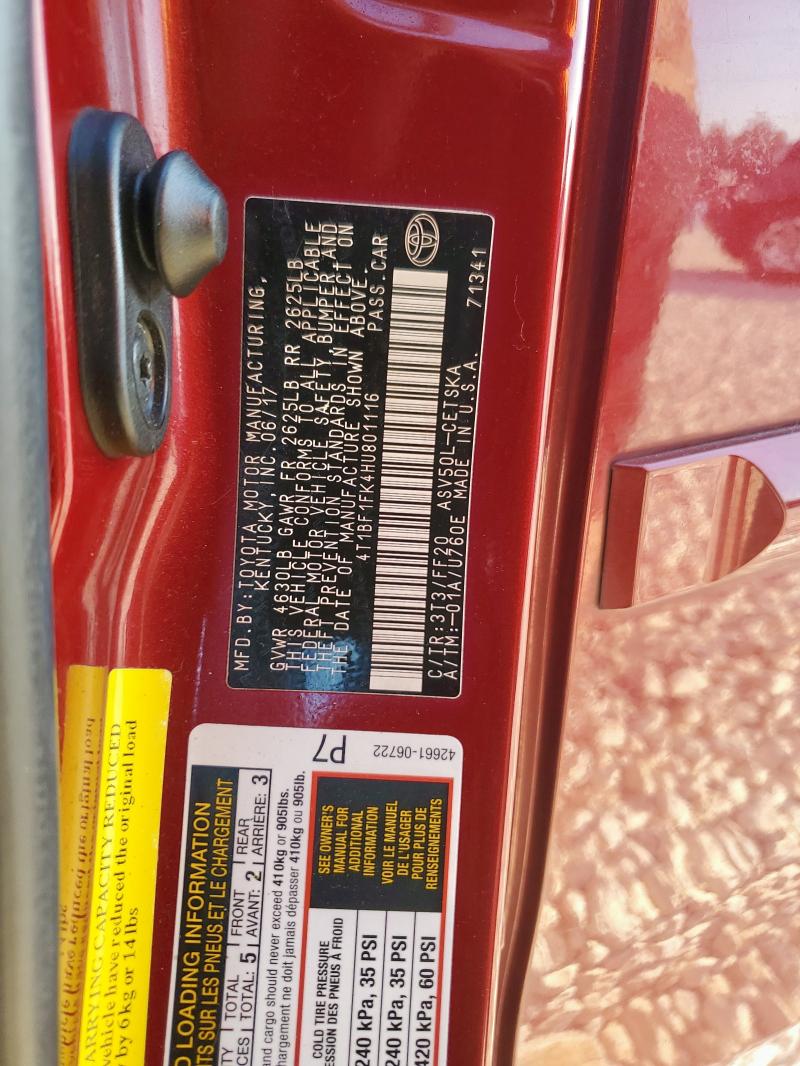 MFD. BY: TOYOTA MOTOR MANUFACTURING,
KENTUCKY, INC. 06/17
GVWR 4630LB GAWR FR 2625LB RR 2625LB
THIS VEHICLE CONFORMS TO ALL APPLICABLE
FEDERAL MOTOR VEHICLE SAFETY BUMPER, AND
THEFT PREVENTION STANDARDS IN EFFECT ON
THE DATE OF MANUFACTURE SHOWN ABOVE.
4T1BF1FK4HU801116 PASS. CAR
C/TR: 3T3/FF20 ASV50L-CETSKA 71341
A/TM: -01A/U760E MADE IN U.S.A.
LOADING INFORMATION
SUR LES PNEUS ET LE CHARGEMENT
TOTAL FRONT REAR
TOTAL: 5 AVANT: 2 ARRIÈRE: 3
and cargo should never exceed 410kg or 905lbs.
ne doit jamais dépasser 410kg ou 905lb.
COLD TIRE PRESSURE
DES PNEUS À FROID
240 kPa, 35 PSI
240 kPa, 35 PSI
420 kPa, 60 PSI
SEE OWNER'S
MANUAL FOR
ADDITIONAL
INFORMATION
VOIR LE MANUEL
DE L'USAGER
POUR PLUS DE
RENSEIGNEMENTS
P7
42661-06722
CAPACITY REDUCED
have reduced the original load
by 6 kg or 14 lbs